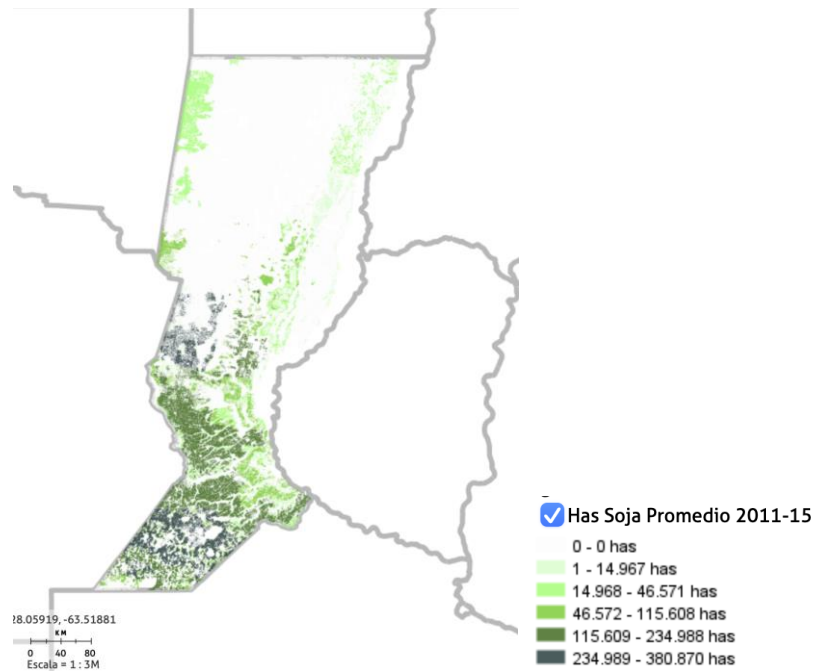 28.05919, -63.51881
KM
0 40 80
Escala = 1 : 3M
Has Soja Promedio 2011-15
0 - 0 has
1 - 14.967 has
14.968 - 46.571 has
46.572 - 115.608 has
115.609 - 234.988 has
234.989 - 380.870 has